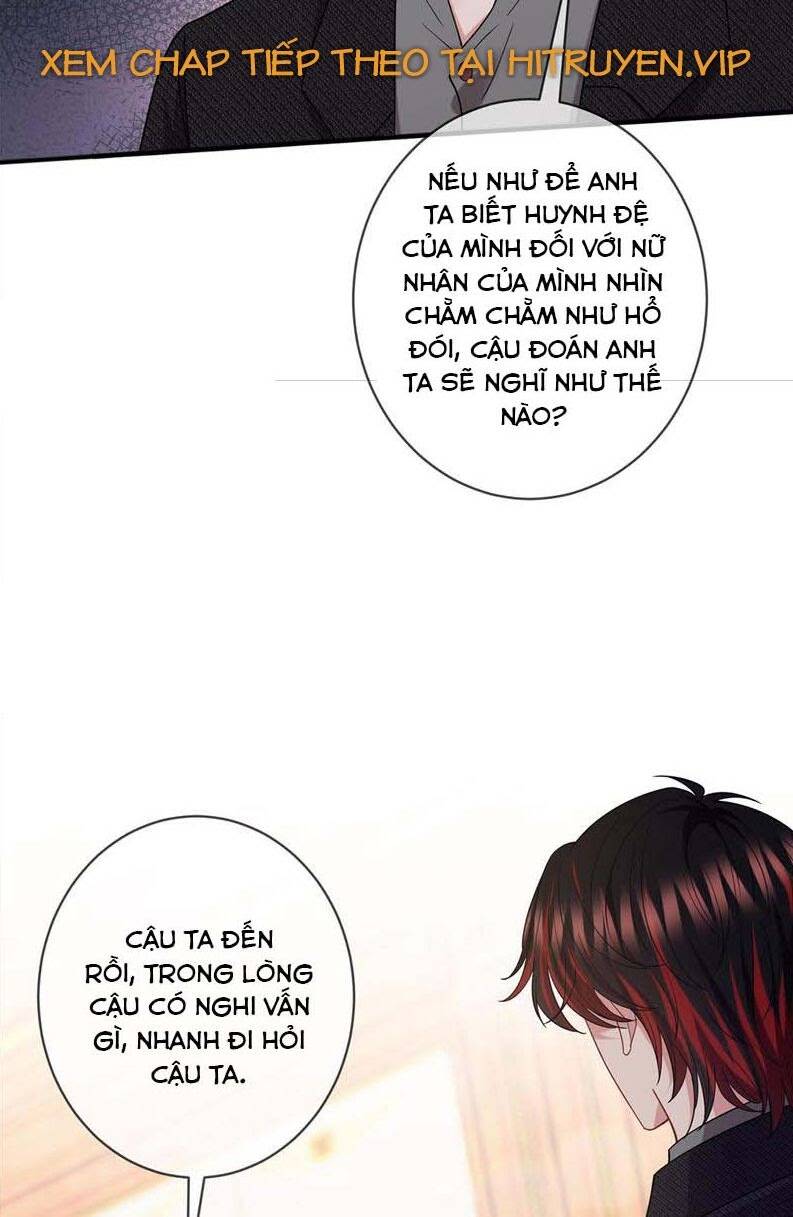 XEM CHAP TIẾP THEO TẠI HITRUYEN.VIP
NẾU NHƯ ĐỂ ANH
TA BIẾT HUYNH ĐỆ
CỦA MÌNH ĐỐI VỚI NỮ
NHÂN CỦA MÌNH NHÌN
CHẰM CHẰM NHƯ HỔ
ĐÓI, CẬU ĐOÁN ANH
TA SẼ NGHĨ NHƯ THẾ
NÀO?
CẬU TA ĐẾN
RỒI, TRONG LÒNG
CẬU CÓ NGHI VẤN
GÌ, NHANH ĐI HỎI
CẬU TA.